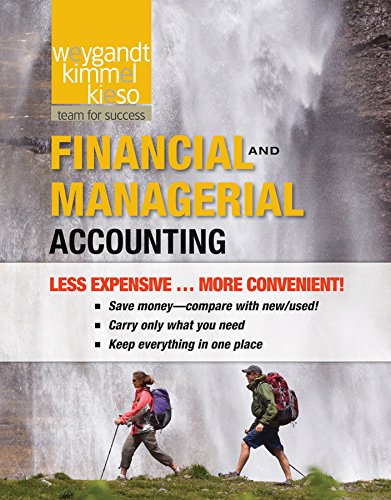 weygandt
kimmel
kieso
team for success
FINANCIAL AND
MANAGERIAL
ACCOUNTING
LESS EXPENSIVE ... MORE CONVENIENT!
▪ Save money—compare with new/used!
▪ Carry only what you need
▪ Keep everything in one place